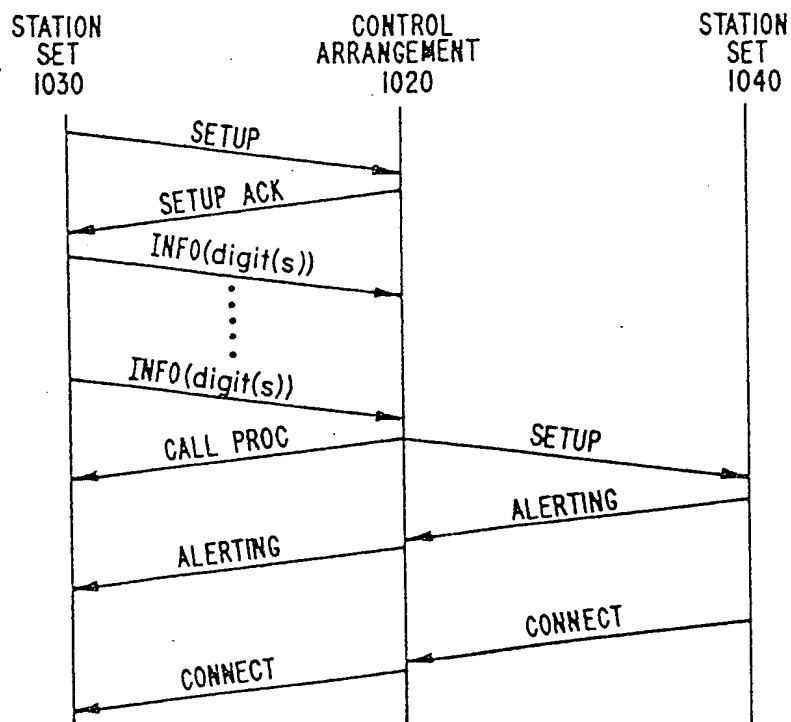 STATION
SET
1030
CONTROL
ARRANGEMENT
1020
STATION
SET
1040
SETUP
SETUP ACK
INFO(digit(s))
INFO(digit(s))
CALL PROC
SETUP
ALERTING
ALERTING
CONNECT
CONNECT